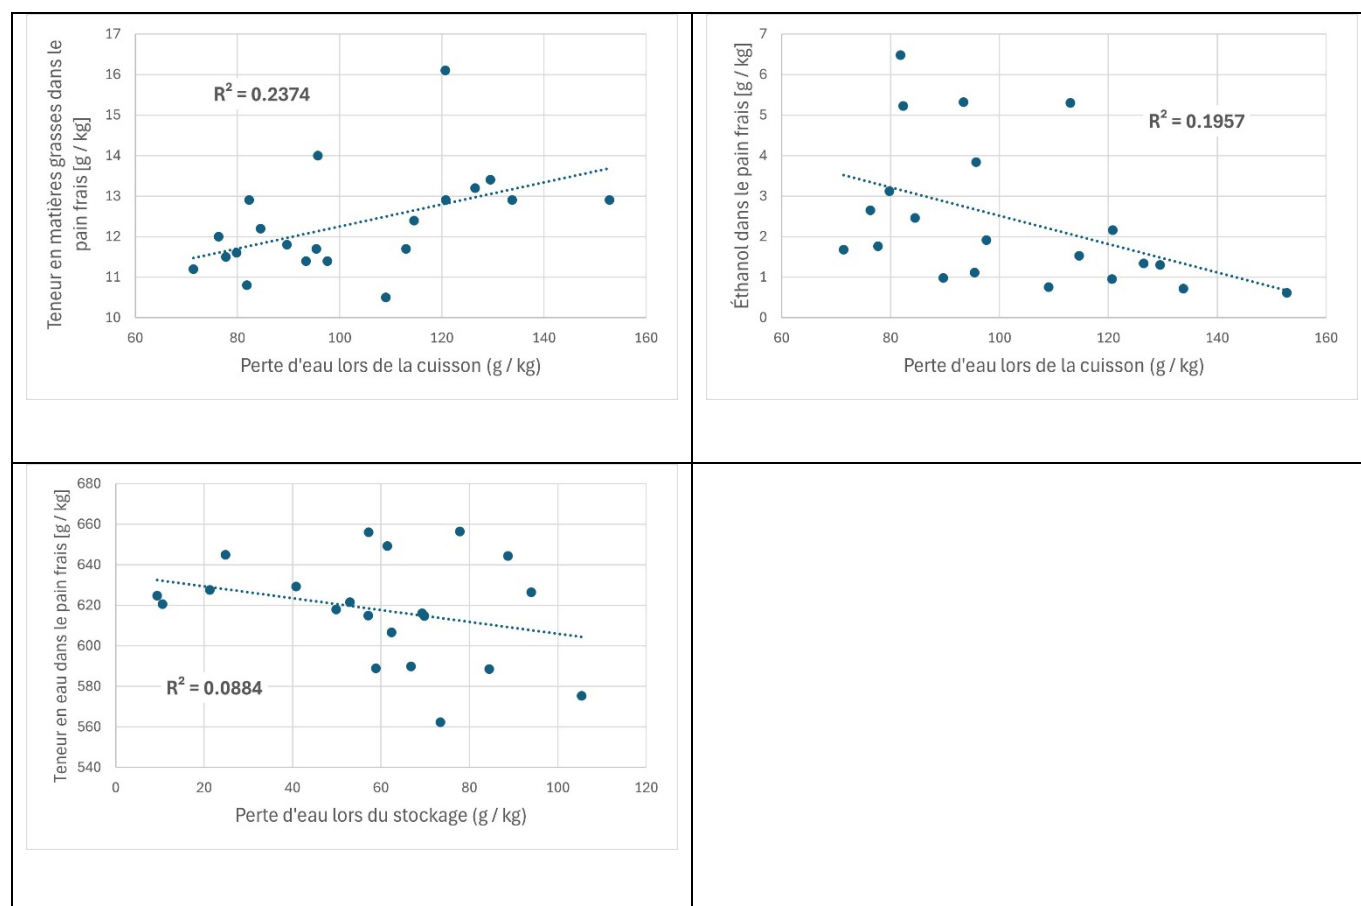 Teneur en matières grasses dans le
pain frais [g / kg]
17
16
15
14
13
12
11
10
R² = 0.2374
60 80 100 120 140 160
Perte d'eau lors de la cuisson (g / kg)
Éthanol dans le pain frais [g / kg]
7
6
5
4
3
2
1
0
R² = 0.1957
60 80 100 120 140 160
Perte d'eau lors de la cuisson (g / kg)
Teneur en eau dans le pain frais [g / kg]
680
660
640
620
600
580
560
540
R² = 0.0884
0 20 40 60 80 100 120
Perte d'eau lors du stockage (g / kg)